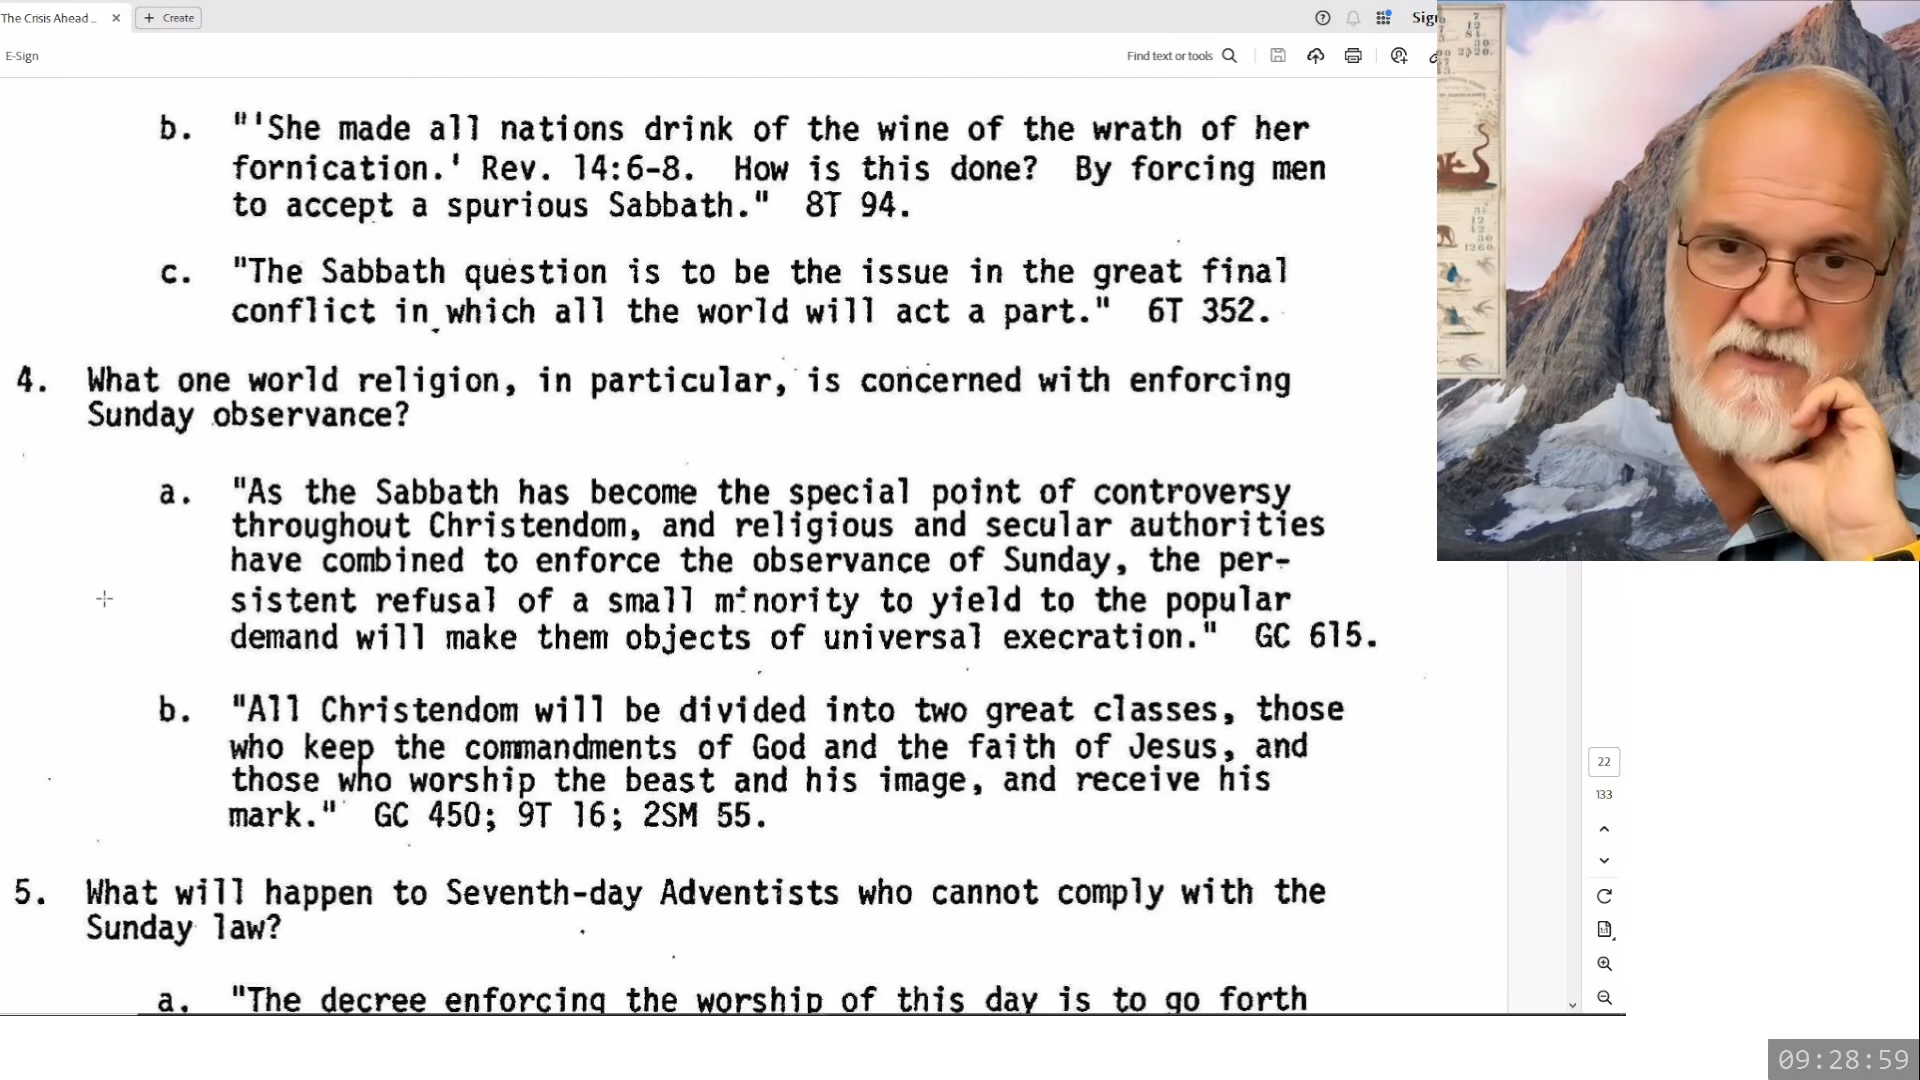 The Crisis Ahead ...
Create
E-Sign
Find text or tools
b. "'She made all nations drink of the wine of the wrath of her
fornication.' Rev. 14:6-8. How is this done? By forcing men
to accept a spurious Sabbath." 8T 94.
c. "The Sabbath question is to be the issue in the great final
conflict in which all the world will act a part." 6T 352.
4. What one world religion, in particular, is concerned with enforcing
Sunday observance?
a. "As the Sabbath has become the special point of controversy
throughout Christendom, and religious and secular authorities
have combined to enforce the observance of Sunday, the per-
sistent refusal of a small minority to yield to the popular
demand will make them objects of universal execration." GC 615.
b. "All Christendom will be divided into two great classes, those
who keep the commandments of God and the faith of Jesus, and
those who worship the beast and his image, and receive his
mark." GC 450; 9T 16; 2SM 55.
5. What will happen to Seventh-day Adventists who cannot comply with the
Sunday law?
a. "The decree enforcing the worship of this day is to go forth
22
133
09:28:59